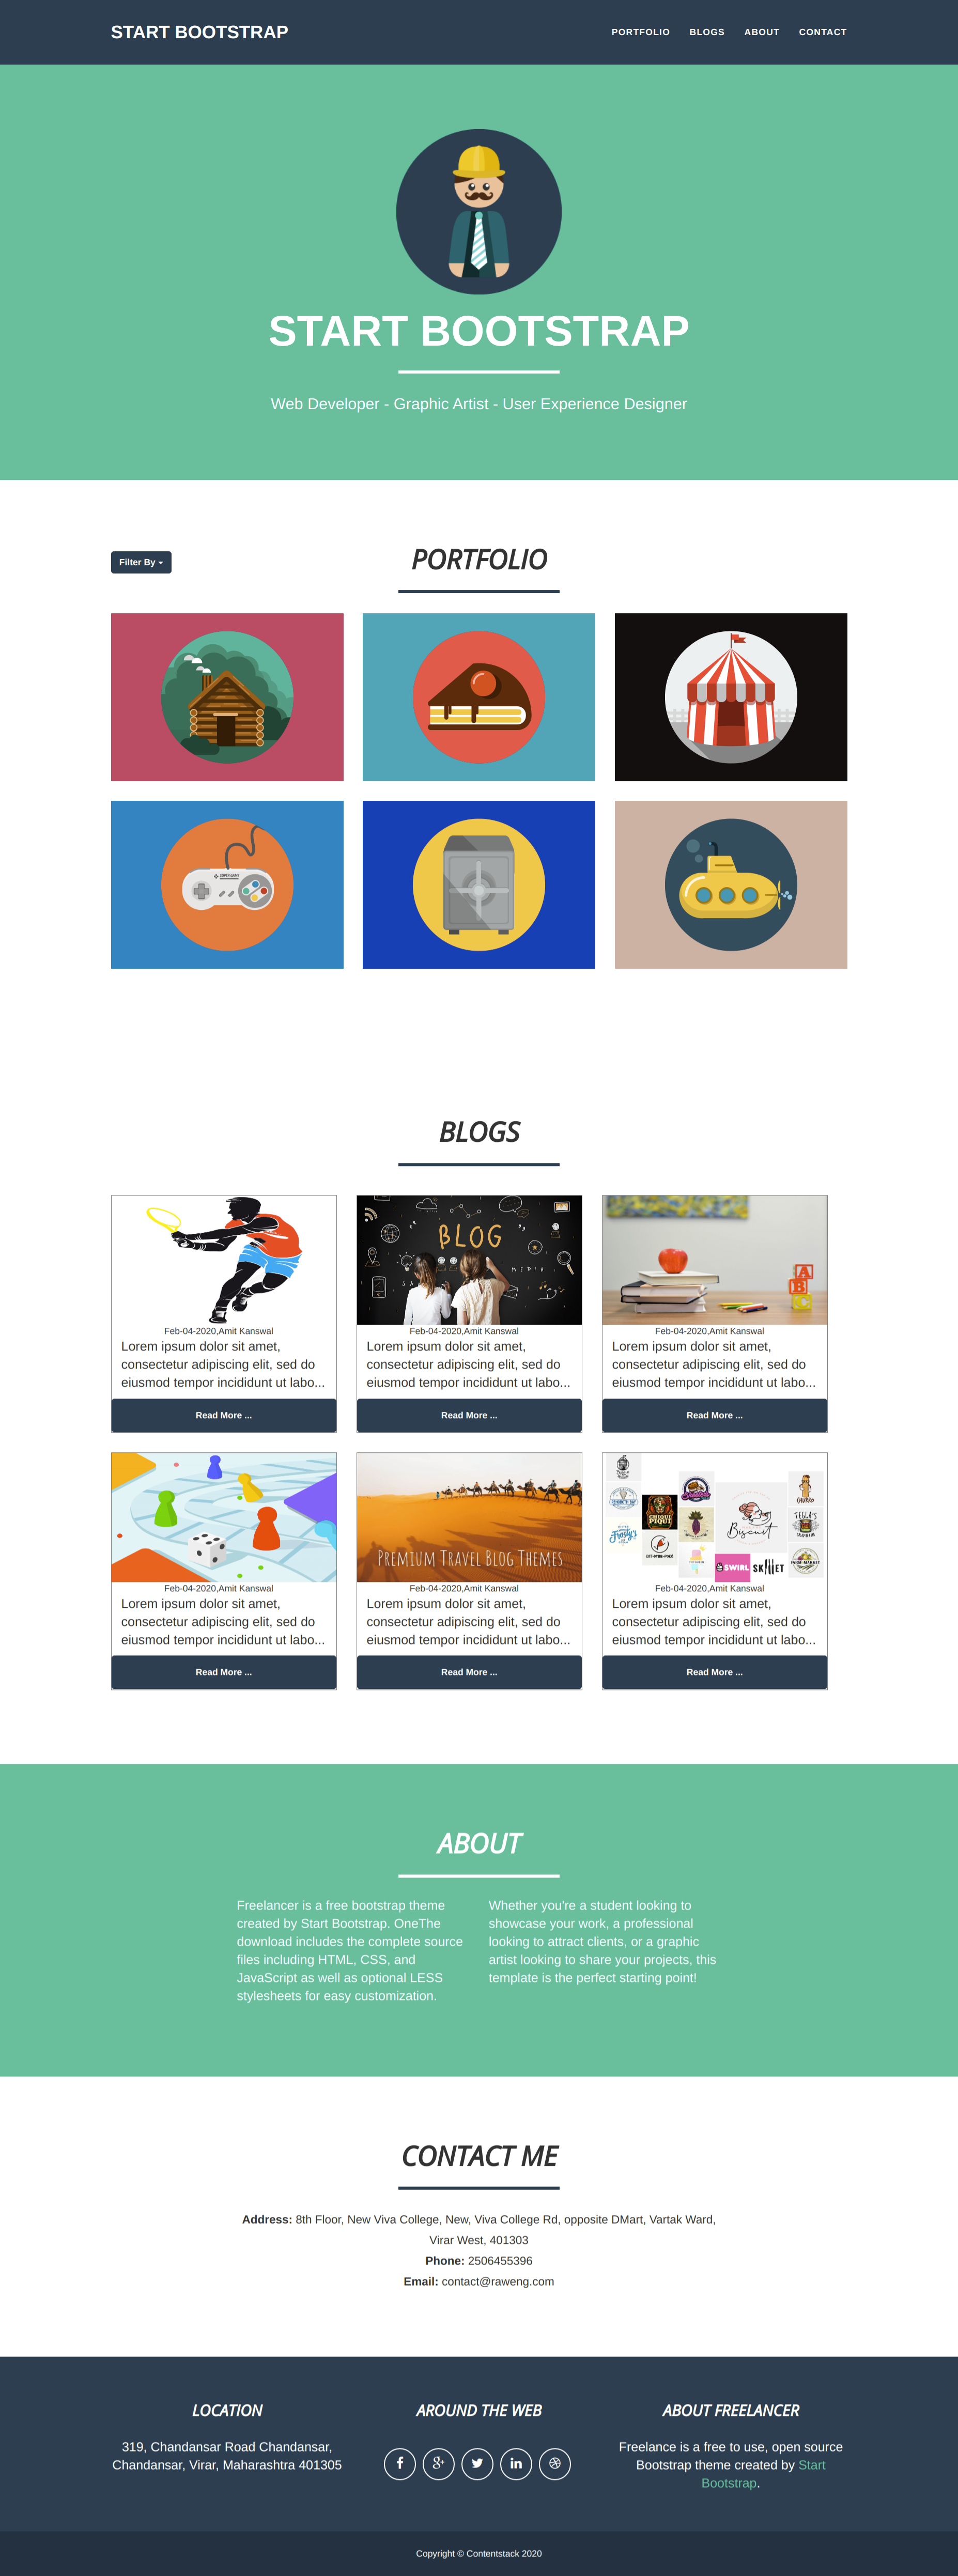 START BOOTSTRAP
PORTFOLIO BLOGS ABOUT CONTACT
START BOOTSTRAP
Web Developer - Graphic Artist - User Experience Designer
Filter By
PORTFOLIO
SUPER GAME
BLOGS
BLOG
MEDIA
A
B
C
Feb-04-2020,Amit Kanswal
Lorem ipsum dolor sit amet,
consectetur adipiscing elit, sed do
eiusmod tempor incididunt ut labo...
Read More ...
Feb-04-2020,Amit Kanswal
Lorem ipsum dolor sit amet,
consectetur adipiscing elit, sed do
eiusmod tempor incididunt ut labo...
Read More ...
Feb-04-2020,Amit Kanswal
Lorem ipsum dolor sit amet,
consectetur adipiscing elit, sed do
eiusmod tempor incididunt ut labo...
Read More ...
PREMIUM TRAVEL BLOG THEMES
Frosty's
Biscuit
CHURRO
SWIRL
SKILLET
Feb-04-2020,Amit Kanswal
Lorem ipsum dolor sit amet,
consectetur adipiscing elit, sed do
eiusmod tempor incididunt ut labo...
Read More ...
Feb-04-2020,Amit Kanswal
Lorem ipsum dolor sit amet,
consectetur adipiscing elit, sed do
eiusmod tempor incididunt ut labo...
Read More ...
Feb-04-2020,Amit Kanswal
Lorem ipsum dolor sit amet,
consectetur adipiscing elit, sed do
eiusmod tempor incididunt ut labo...
Read More ...
ABOUT
Freelancer is a free bootstrap theme
created by Start Bootstrap. OneThe
download includes the complete source
files including HTML, CSS, and
JavaScript as well as optional LESS
stylesheets for easy customization.
Whether you're a student looking to
showcase your work, a professional
looking to attract clients, or a graphic
artist looking to share your projects, this
template is the perfect starting point!
CONTACT ME
Address: 8th Floor, New Viva College, New, Viva College Rd, opposite DMart, Vartak Ward,
Virar West, 401303
Phone: 2506455396
Email: contact@raweng.com
LOCATION
319, Chandansar Road Chandansar,
Chandansar, Virar, Maharashtra 401305
AROUND THE WEB
ABOUT FREELANCER
Freelance is a free to use, open source
Bootstrap theme created by Start
Bootstrap.
Copyright © Contentstack 2020